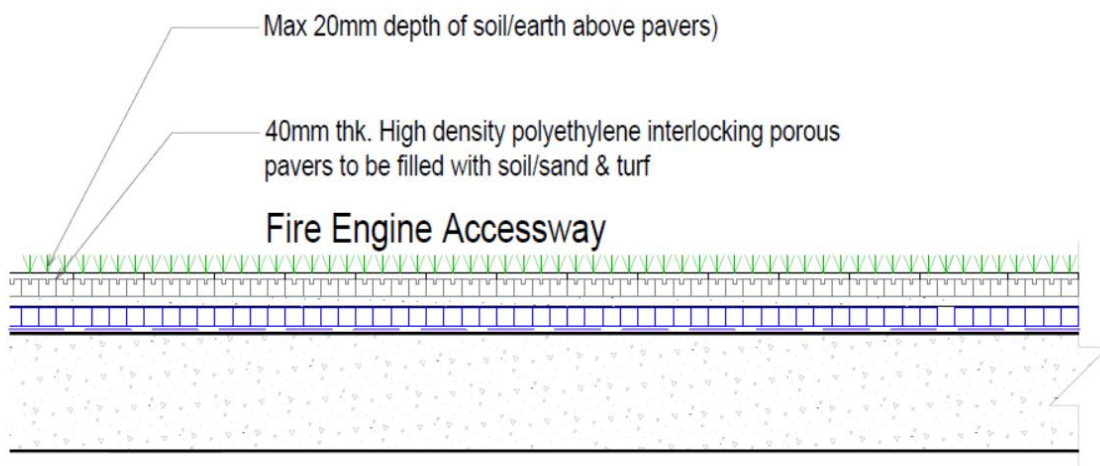 Max 20mm depth of soil/earth above pavers)
40mm thk. High density polyethylene interlocking porous
pavers to be filled with soil/sand & turf
Fire Engine Accessway